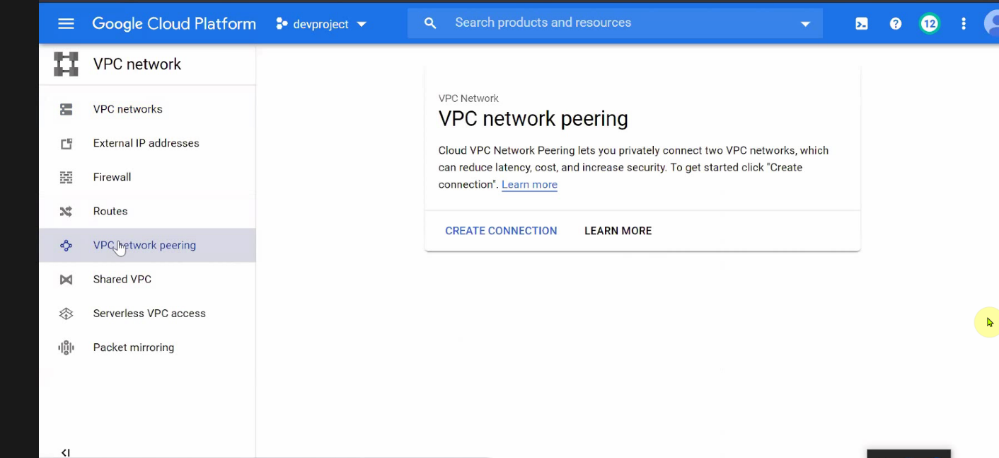 Google Cloud Platform
devproject
Search products and resources
12
VPC network
VPC networks
External IP addresses
Firewall
Routes
VPC network peering
Shared VPC
Serverless VPC access
Packet mirroring
VPC Network
VPC network peering
Cloud VPC Network Peering lets you privately connect two VPC networks, which
can reduce latency, cost, and increase security. To get started click "Create
connection". Learn more
CREATE CONNECTION LEARN MORE